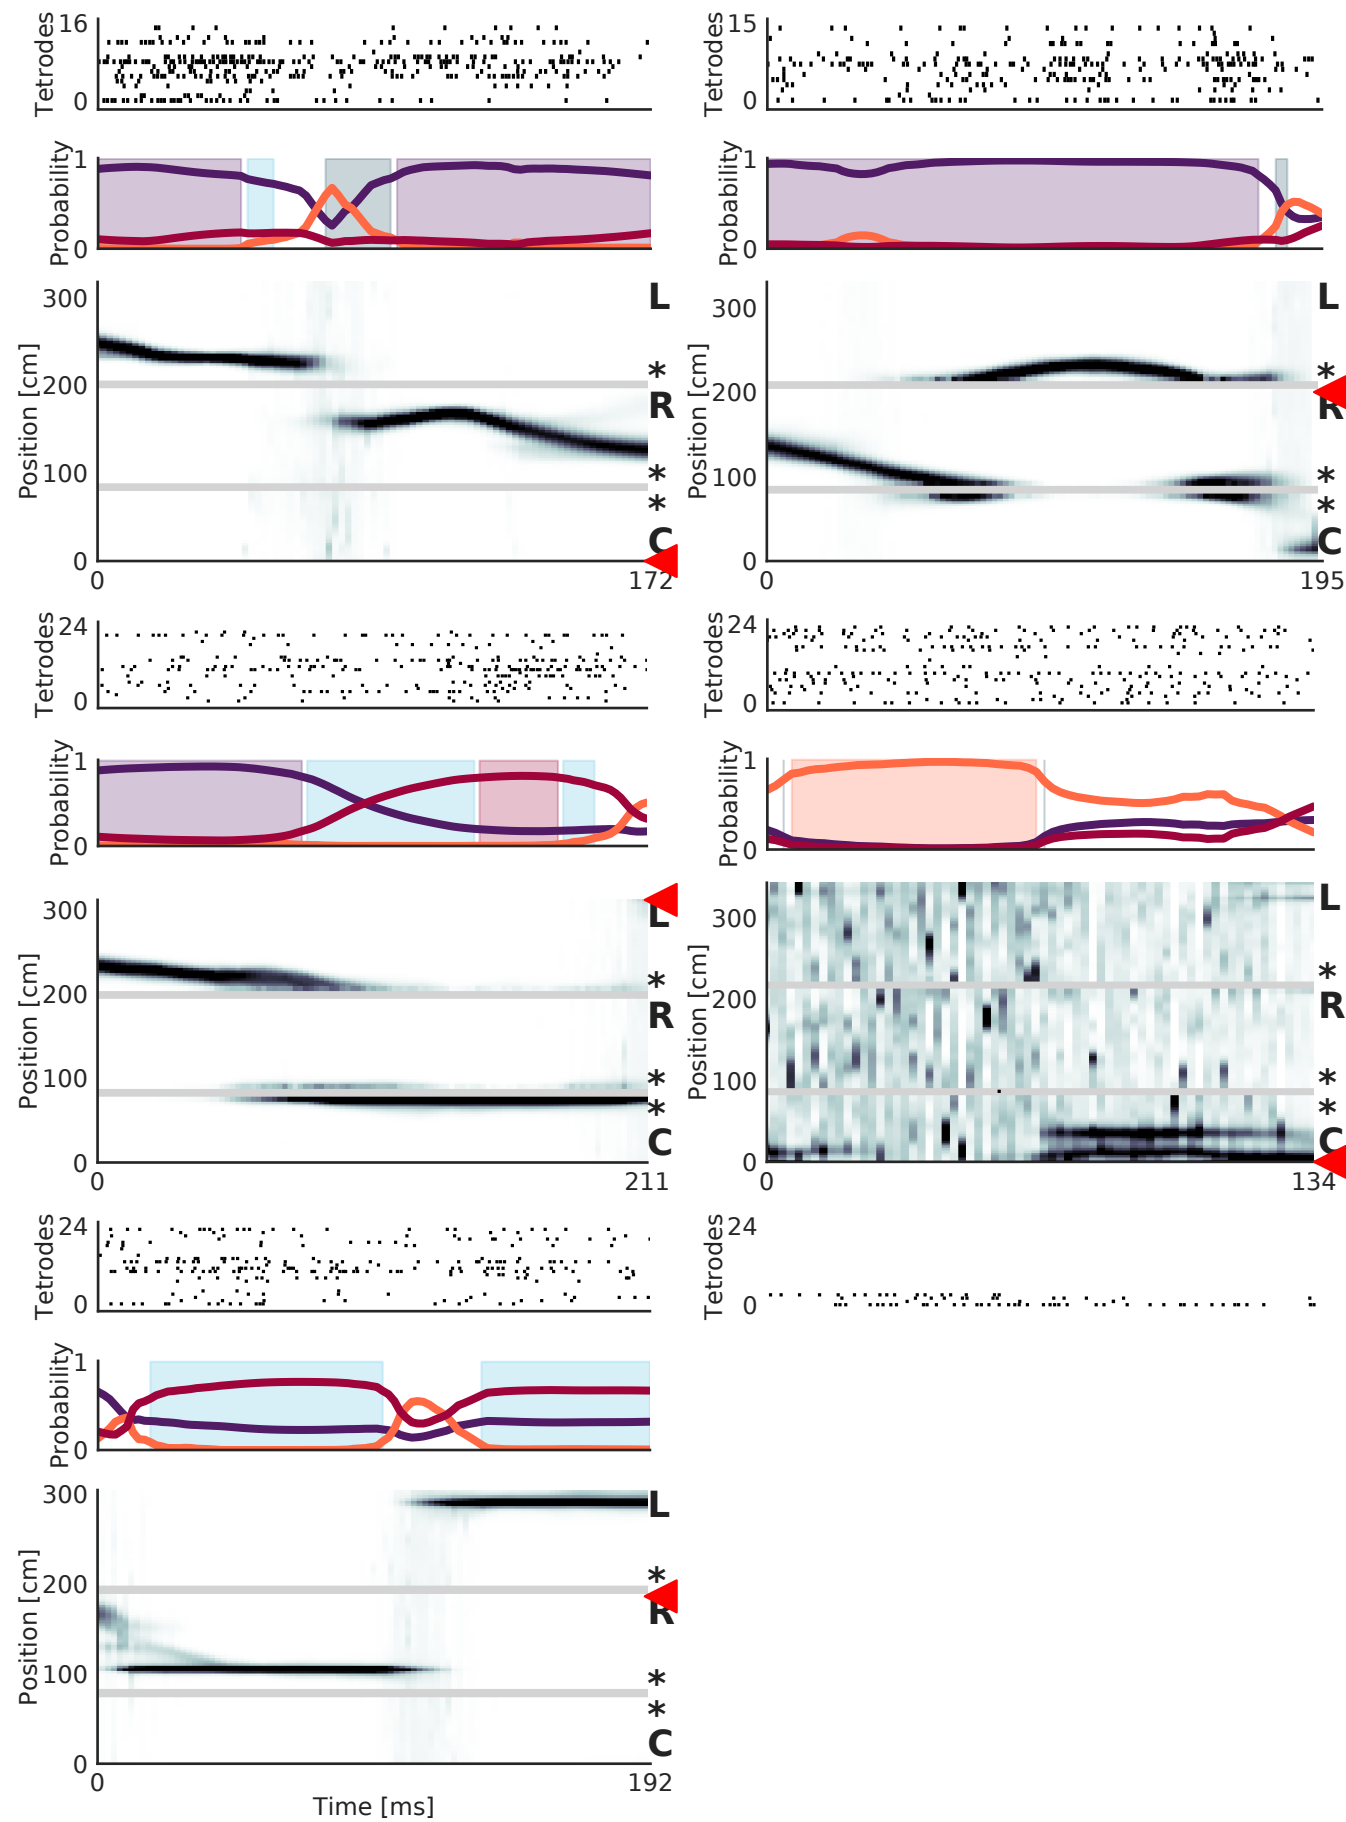 Tetrodes
16
0
Probability
1
0
Position [cm]
300
200
100
0
L
*
R
*
*
C
0
172
Tetrodes
15
0
Probability
1
0
Position [cm]
300
200
100
0
L
*
R
*
*
C
0
195
Tetrodes
24
0
Probability
1
0
Position [cm]
300
200
100
0
L
*
R
*
*
C
0
211
Tetrodes
24
0
Probability
1
0
Position [cm]
300
200
100
0
L
*
R
*
*
C
0
134
Tetrodes
24
0
Probability
1
0
Position [cm]
300
200
100
0
L
*
R
*
*
C
0
192
Time [ms]
Tetrodes
24
0